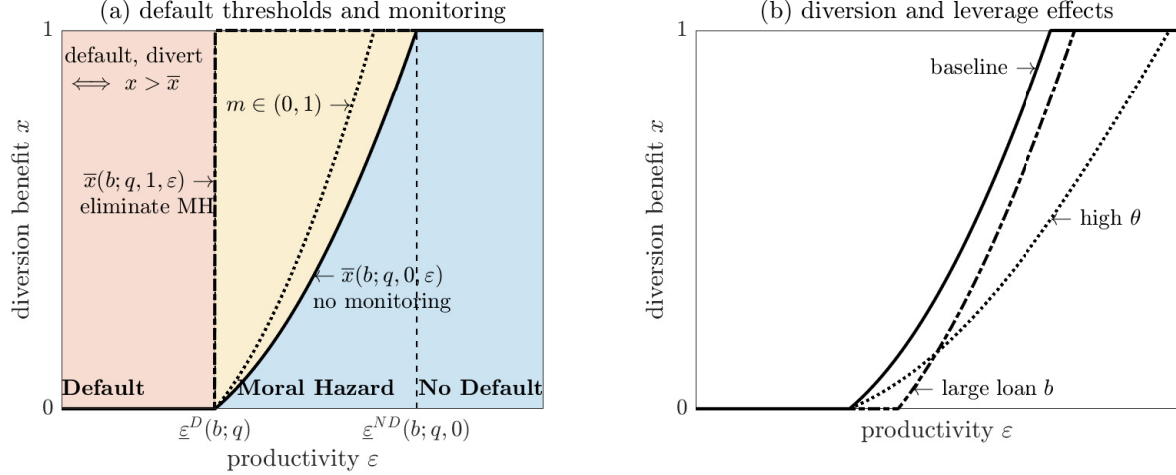 (a) default thresholds and monitoring
1
default, divert
⟺ x > x̅
m ∈ (0, 1) →
x̅(b; q, 1, ε) →
eliminate MH
← x̅(b; q, 0, ε)
no monitoring
Default
Moral Hazard
No Default
0
ε̲^D(b; q)
ε̲^ND(b; q, 0)
productivity ε
diversion benefit x
(b) diversion and leverage effects
1
baseline →
← high θ
← large loan b
0
productivity ε
diversion benefit x